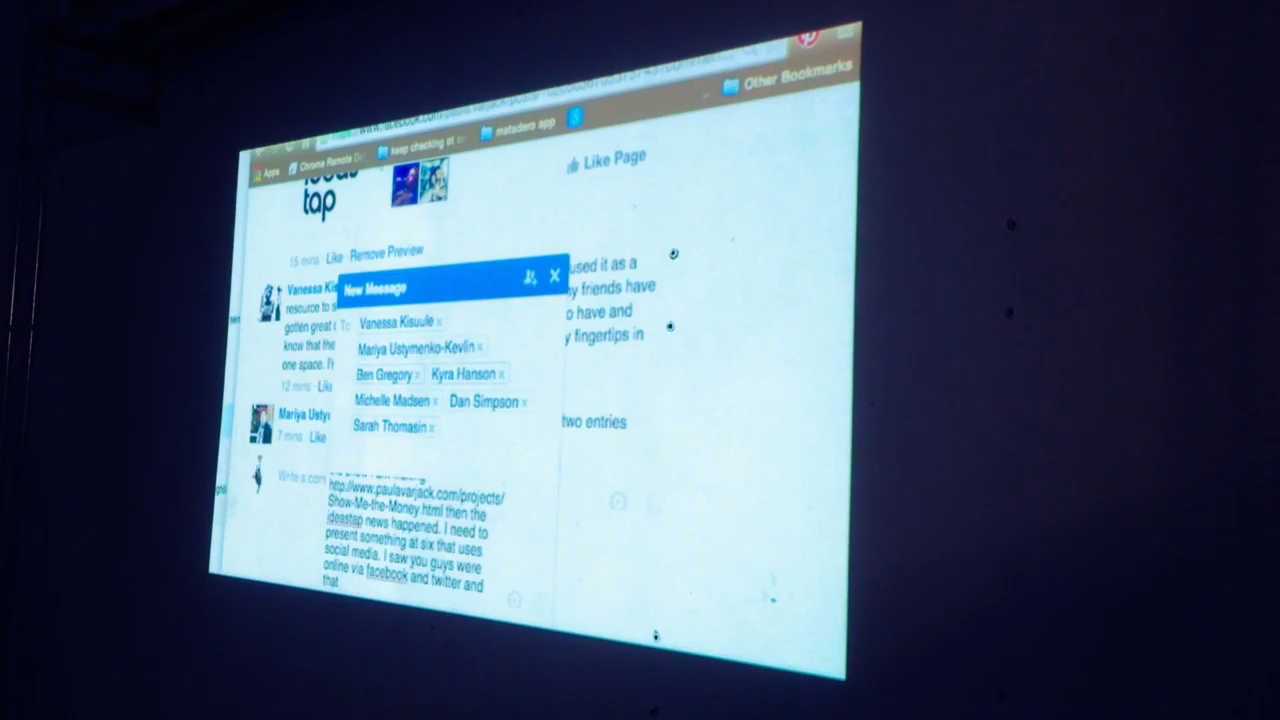 Other Bookmarks
Apps
Chrome Remote De
keep checking ot
matadero app
tap
Like Page
15 mins · Like · Remove Preview
Vanessa Kis
resource to s
gotten great
know that the
one space. I'
12 mins · Lik
Mariya Usty
7 mins · Like
Write a com
used it as a
my friends have
o have and
y fingertips in
two entries
New Message
To
Vanessa Kisuule
Mariya Ustymenko-Kevlin
Ben Gregory Kyra Hanson
Michelle Madsen Dan Simpson
Sarah Thomasin
http://www.paulavarjack.com/projects/
Show-Me-the-Money.html then the
ideastap news happened. I need to
present something at six that uses
social media. I saw you guys were
online via facebook and twitter and
that